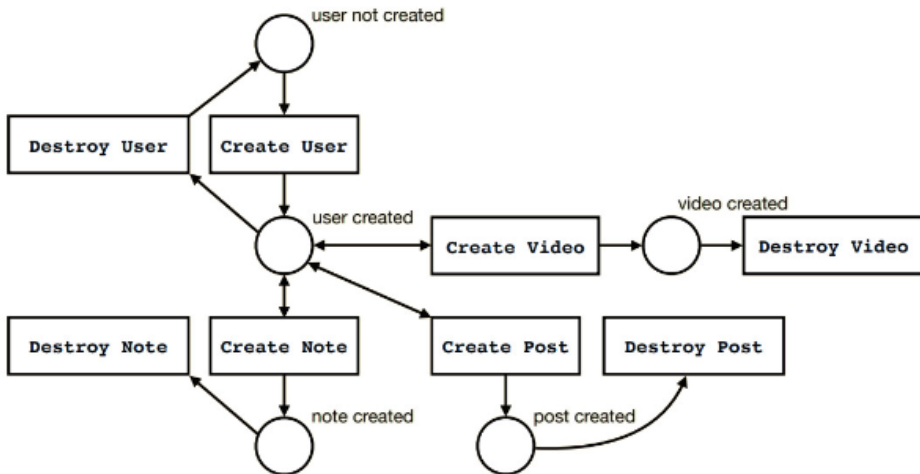 user not created
Destroy User
Create User
user created
video created
Create Video
Destroy Video
Destroy Note
Create Note
Create Post
Destroy Post
note created
post created